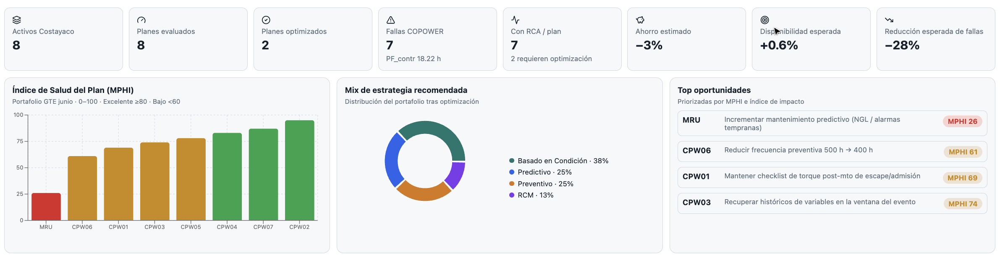 Activos Costayaco
8
Planes evaluados
8
Planes optimizados
2
Fallas COPOWER
7
PF_contr 18.22 h
Con RCA / plan
7
2 requieren optimización
Ahorro estimado
−3%
Disponibilidad esperada
+0.6%
Reducción esperada de fallas
−28%
Índice de Salud del Plan (MPHI)
Portafolio GTE junio · 0–100 · Excelente ≥80 · Bajo <60
100
75
50
25
0
MRU
CPW06
CPW01
CPW03
CPW05
CPW04
CPW07
CPW02
Mix de estrategia recomendada
Distribución del portafolio tras optimización
Basado en Condición · 38%
Predictivo · 25%
Preventivo · 25%
RCM · 13%
Top oportunidades
Priorizadas por MPHI e índice de impacto
MRU
Incrementar mantenimiento predictivo (NGL / alarmas
tempranas)
MPHI 26
CPW06
Reducir frecuencia preventiva 500 h → 400 h
MPHI 61
CPW01
Mantener checklist de torque post-mto de escape/admisión
MPHI 69
CPW03
Recuperar históricos de variables en la ventana del evento
MPHI 74